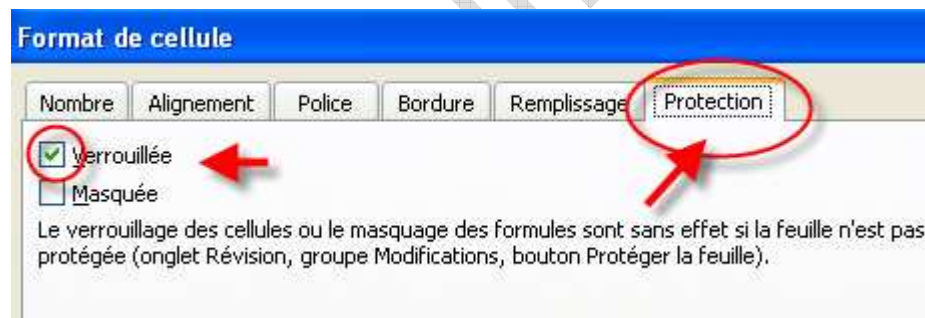 Format de cellule
Nombre Alignement Police Bordure Remplissage Protection
Verrouillée
Masquée
Le verrouillage des cellules ou le masquage des formules sont sans effet si la feuille n'est pas
protégée (onglet Révision, groupe Modifications, bouton Protéger la feuille).